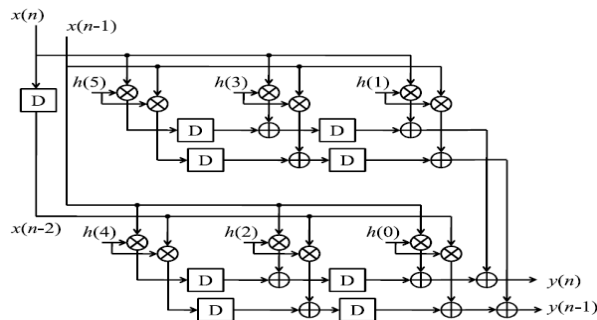 x(n)
x(n-1)
h(5)
h(3)
h(1)
D
D
D
D
D
x(n-2)
h(4)
h(2)
h(0)
D
D
y(n)
D
D
y(n-1)